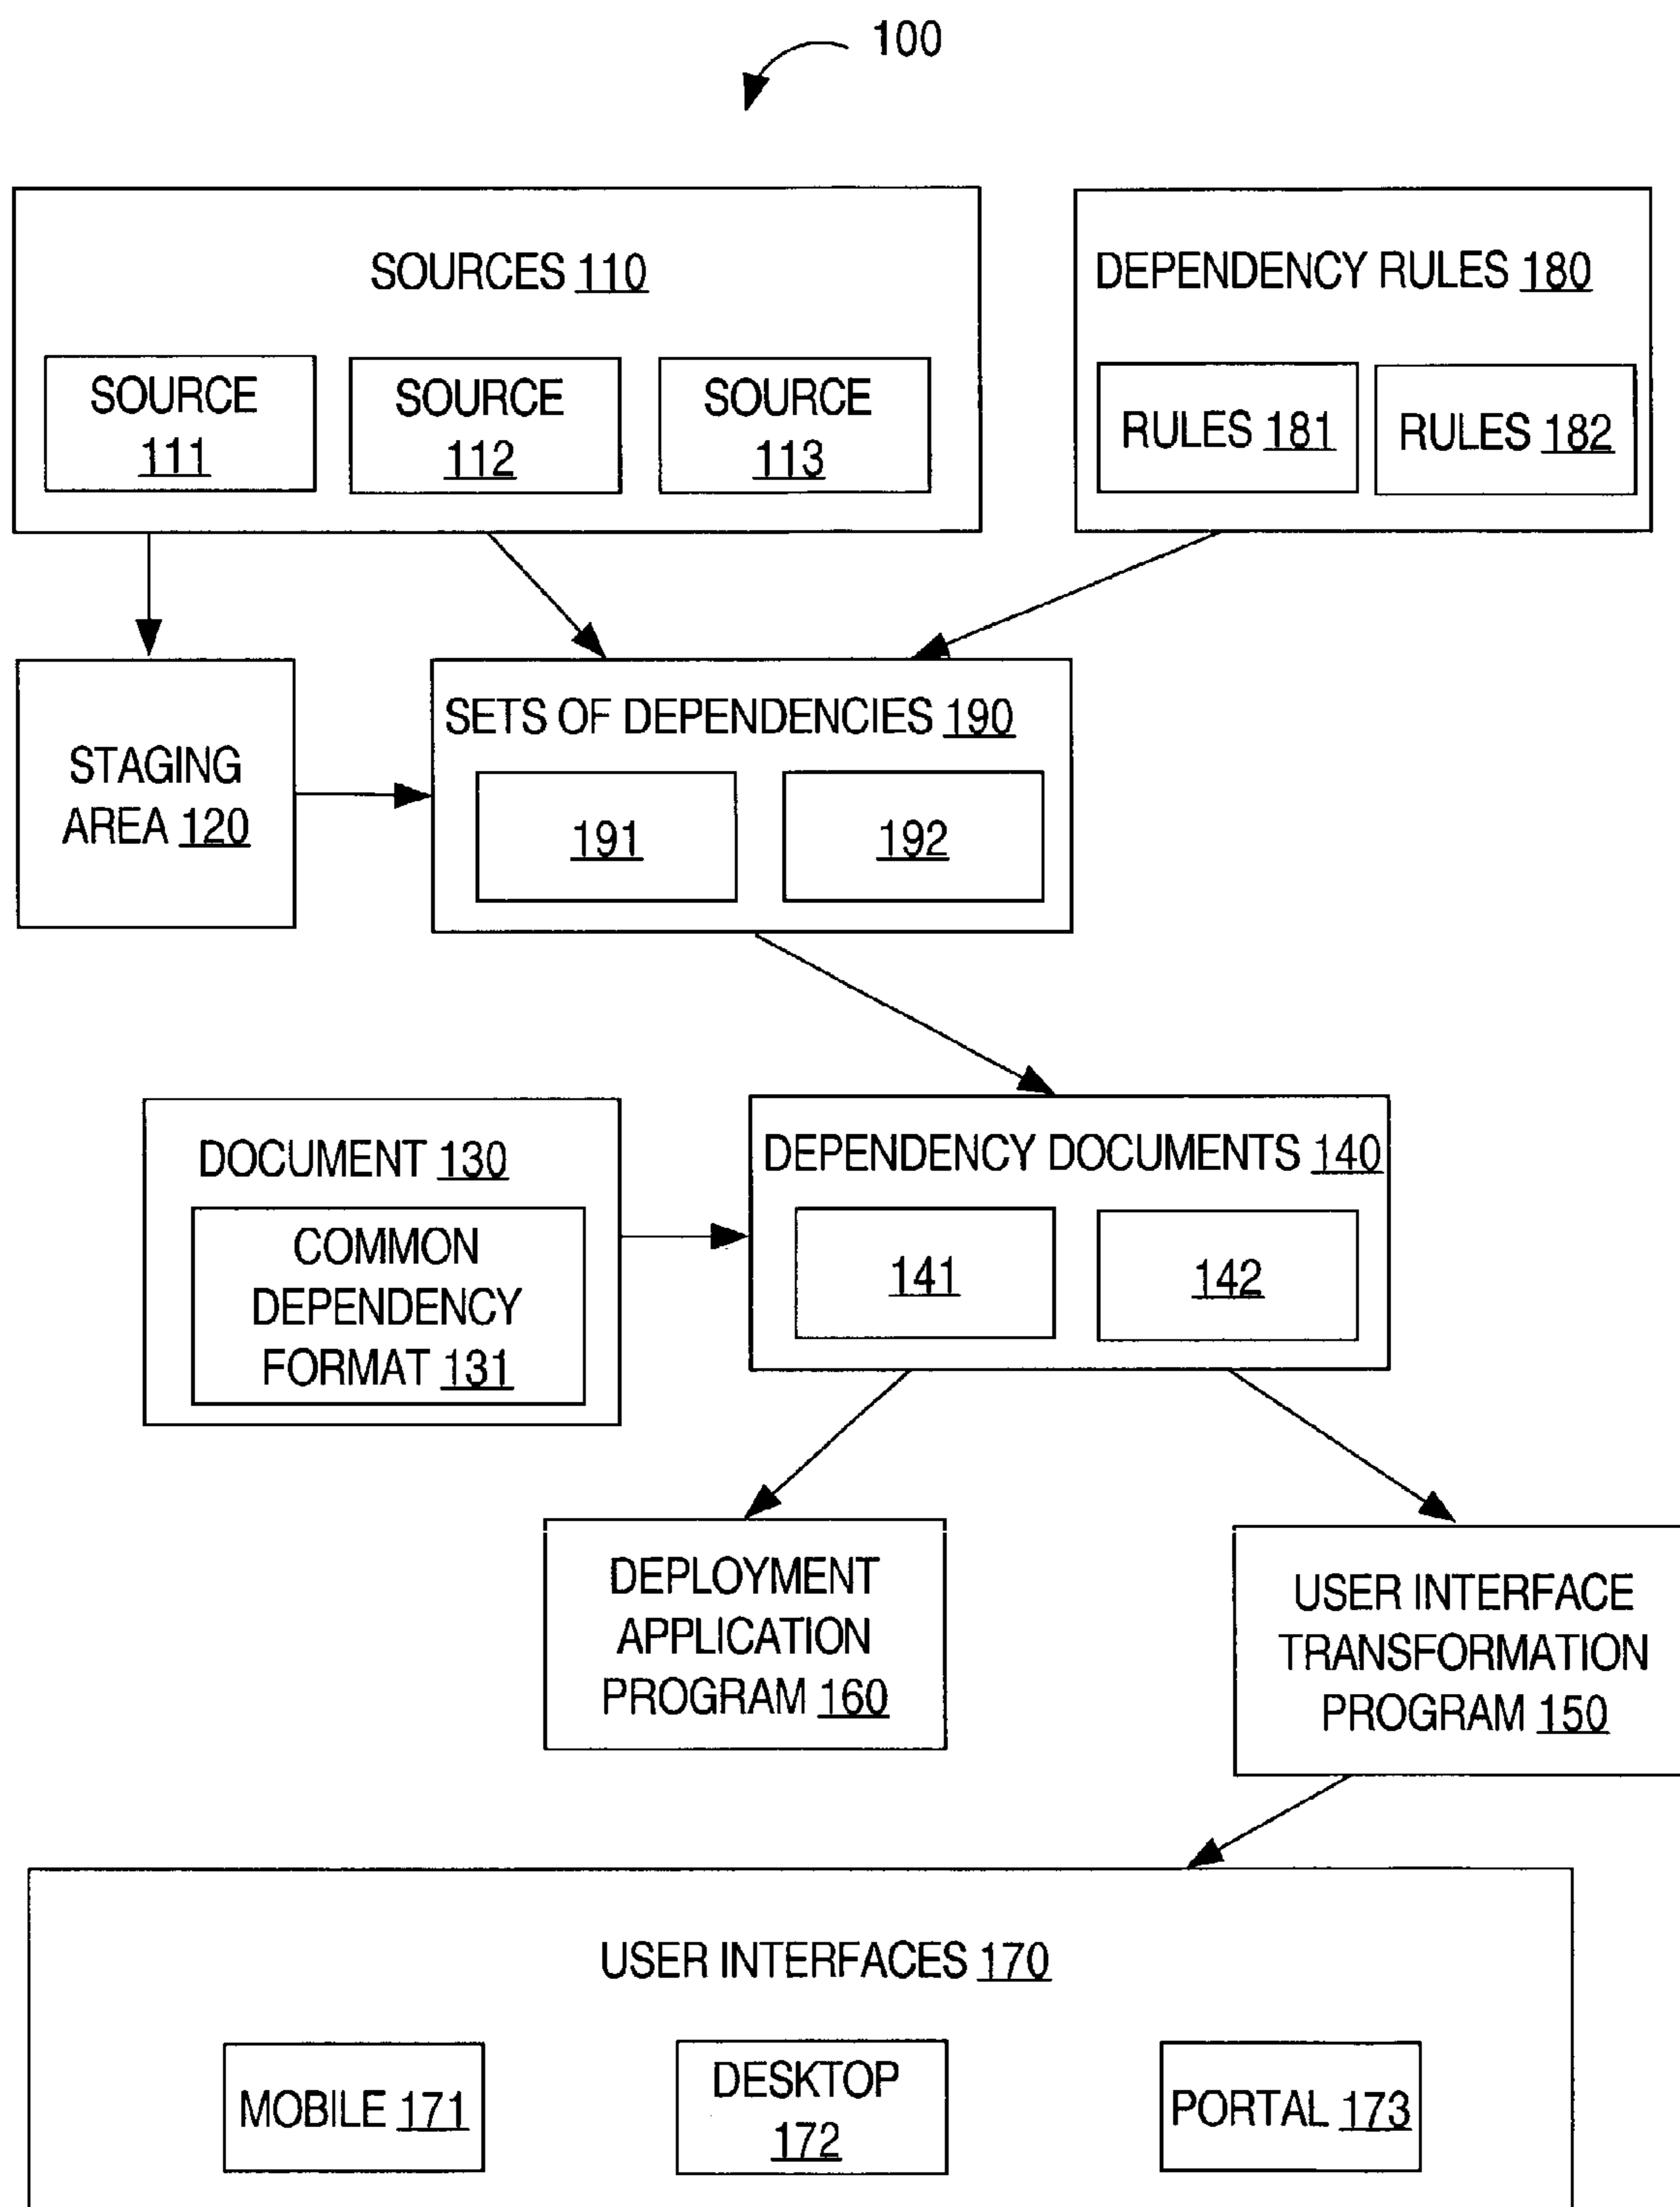 100
SOURCES 110
SOURCE
111
SOURCE
112
SOURCE
113
DEPENDENCY RULES 180
RULES 181
RULES 182
STAGING
AREA 120
SETS OF DEPENDENCIES 190
191
192
DOCUMENT 130
COMMON
DEPENDENCY
FORMAT 131
DEPENDENCY DOCUMENTS 140
141
142
DEPLOYMENT
APPLICATION
PROGRAM 160
USER INTERFACE
TRANSFORMATION
PROGRAM 150
USER INTERFACES 170
MOBILE 171
DESKTOP
172
PORTAL 173